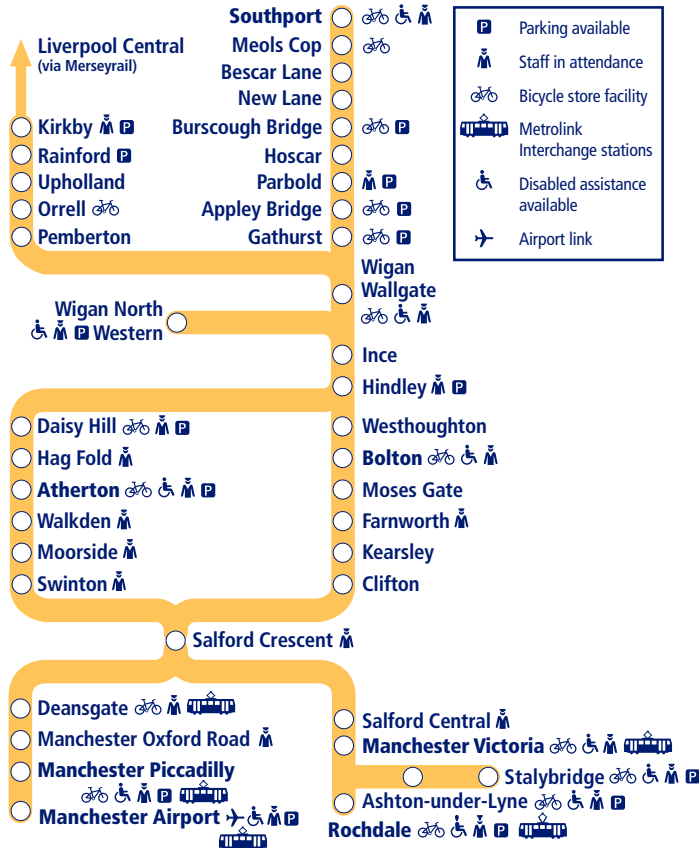 Southport
Meols Cop
Bescar Lane
New Lane
Burscough Bridge
Hoscar
Parbold
Appley Bridge
Gathurst
Liverpool Central
(via Merseyrail)
Kirkby P
Rainford P
Upholland
Orrell
Pemberton
P
P
P
P
P Parking available
Staff in attendance
Bicycle store facility
Metrolink
Interchange stations
Disabled assistance
available
Airport link
Wigan
Wallgate
Wigan North
P Western
Ince
Hindley P
Daisy Hill P
Hag Fold
Atherton P
Walkden
Moorside
Swinton
Westhoughton
Bolton
Moses Gate
Farnworth
Kearsley
Clifton
Salford Crescent
Deansgate
Manchester Oxford Road
Manchester Piccadilly
P
Manchester Airport P
Salford Central
Manchester Victoria
Stalybridge P
Ashton-under-Lyne P
Rochdale P